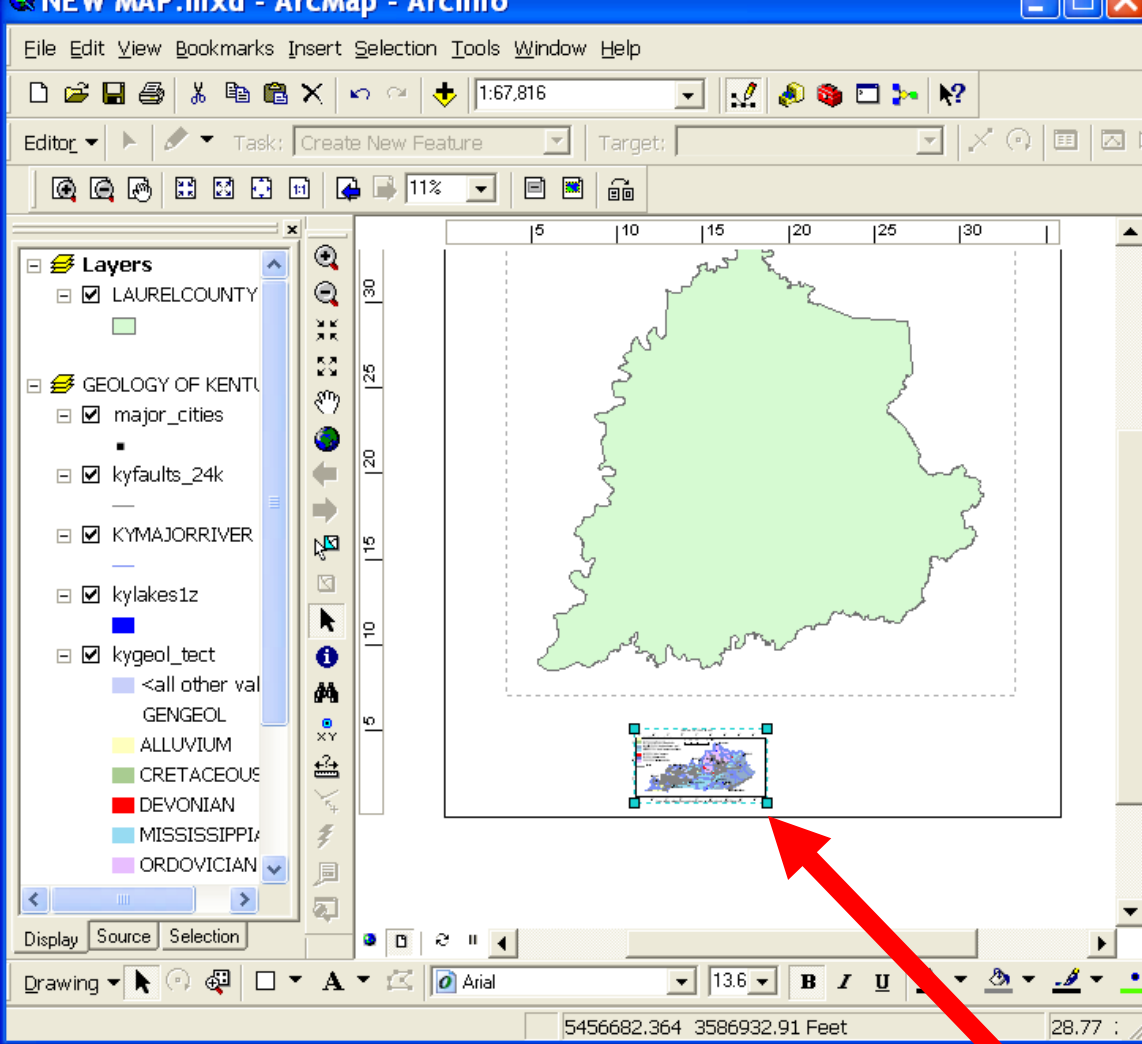 NEW MAP.mxd - ArcMap - ArcInfo
File Edit View Bookmarks Insert Selection Tools Window Help
1:67,816
Editor Task: Create New Feature Target:
1:1 11%
5 10 15 20 25 30
Layers
LAURELCOUNTY
GEOLOGY OF KENTU
major_cities
kyfaults_24k
KYMAJORRIVER
kylakes1z
kygeol_tect
<all other val
GENGEOL
ALLUVIUM
CRETACEOUS
DEVONIAN
MISSISSIPPIA
ORDOVICIAN
XY
30
25
20
15
10
5
Display Source Selection
Drawing A Arial 13.6 B I U
5456682.364 3586932.91 Feet 28.77